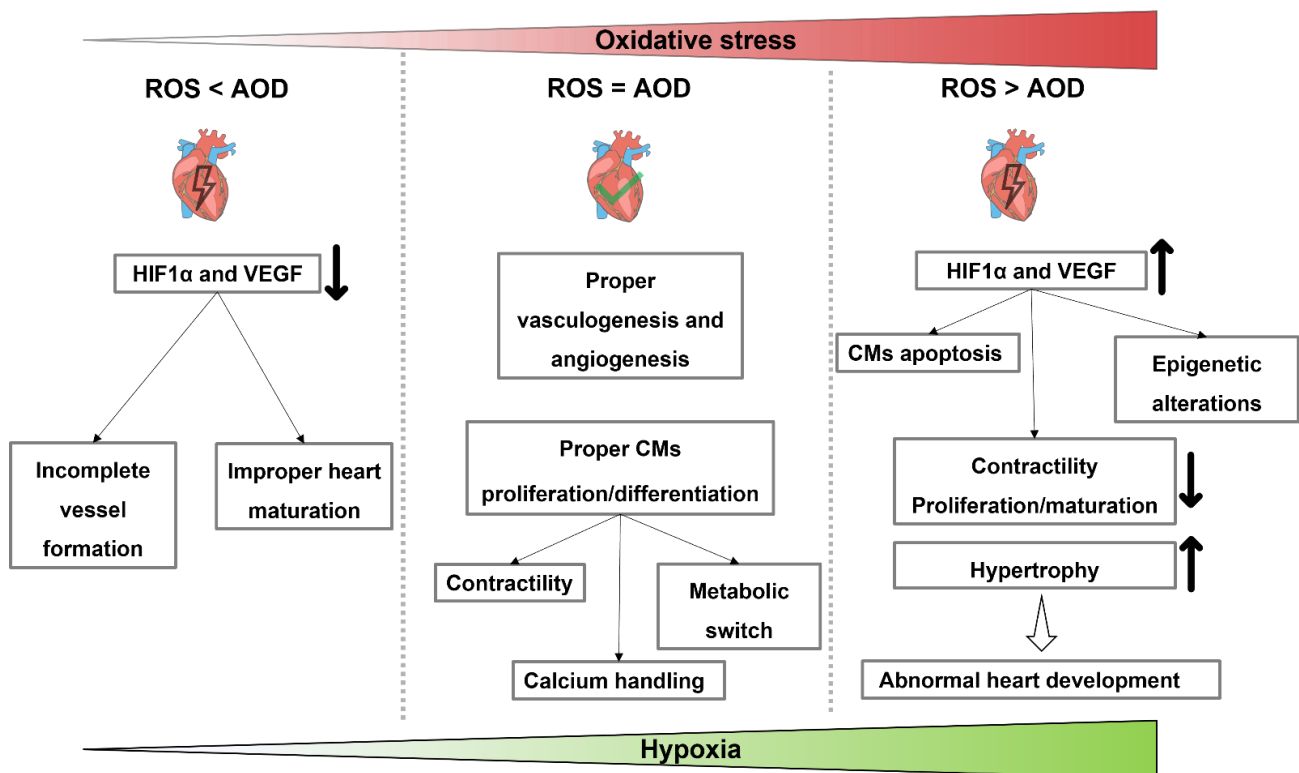 Oxidative stress
ROS < AOD
HIF1α and VEGF
Incomplete
vessel
formation
Improper heart
maturation
ROS = AOD
Proper
vasculogenesis and
angiogenesis
Proper CMs
proliferation/differentiation
Contractility
Metabolic
switch
Calcium handling
ROS > AOD
HIF1α and VEGF
CMs apoptosis
Epigenetic
alterations
Contractility
Proliferation/maturation
Hypertrophy
Abnormal heart development
Hypoxia